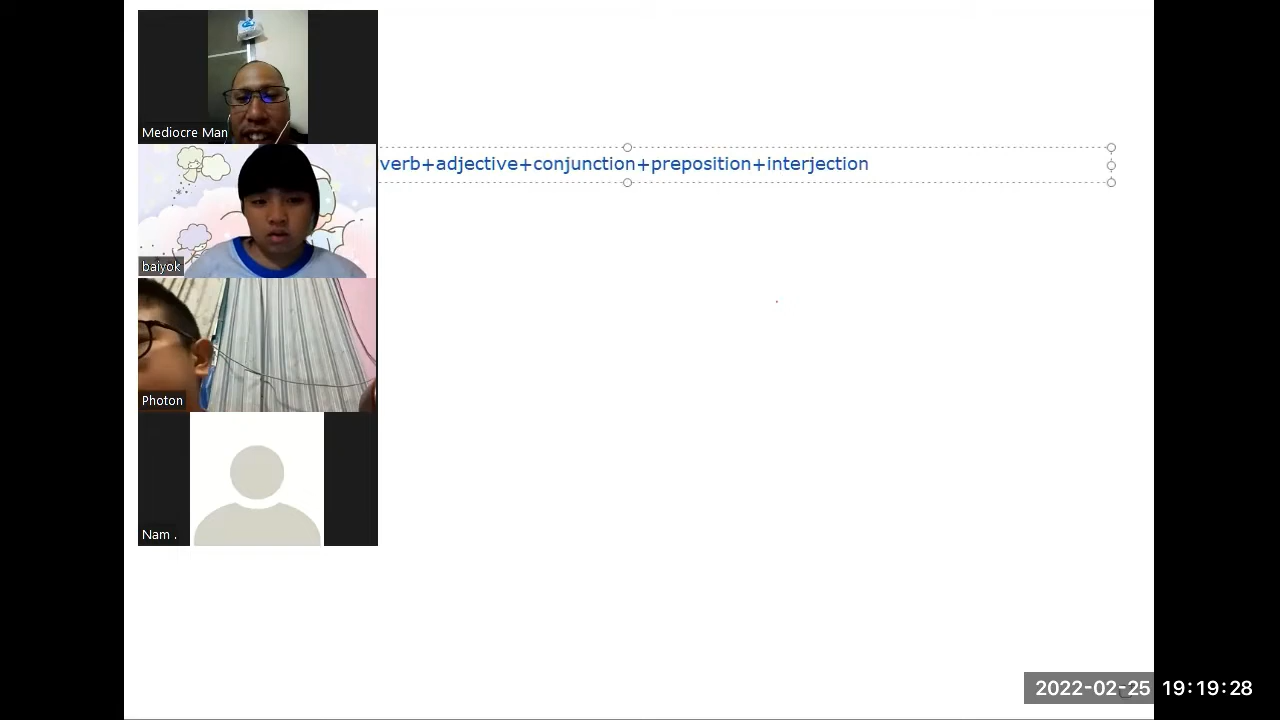 Mediocre Man
verb+adjective+conjunction+preposition+interjection
baiyok
Photon
Nam .
2022-02-25 19:19:28